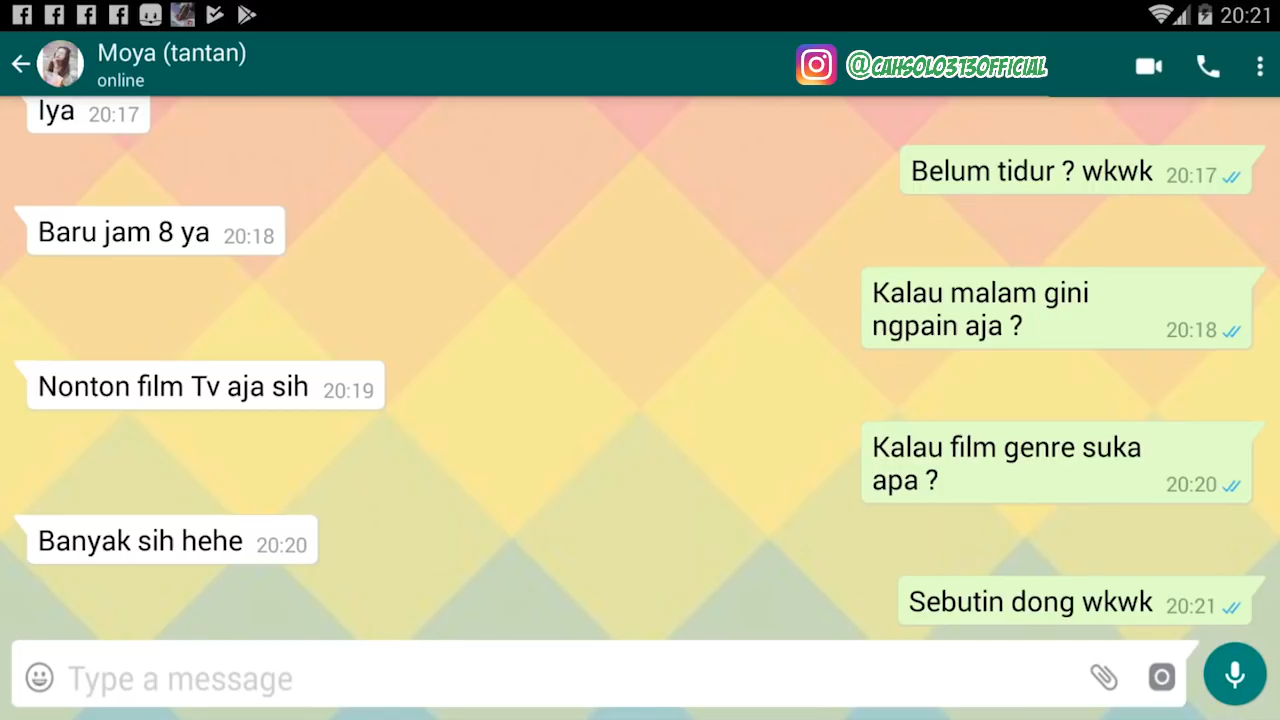 20:21
Moya (tantan)
online
@CAHSOLO313OFFICIAL
Iya 20:17
Belum tidur ? wkwk 20:17
Baru jam 8 ya 20:18
Kalau malam gini
ngpain aja ? 20:18
Nonton film Tv aja sih 20:19
Kalau film genre suka
apa ? 20:20
Banyak sih hehe 20:20
Sebutin dong wkwk 20:21
Type a message